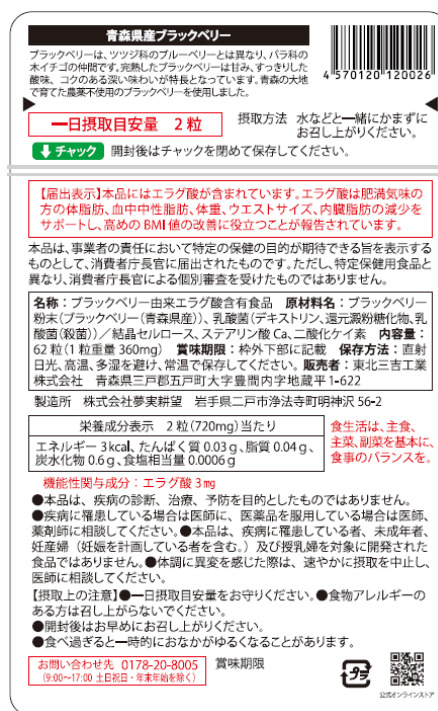 青森県産ブラックベリー
ブラックベリーは、ツツジ科のブルーベリーとは異なり、バラ科の
木イチゴの仲間です。完熟したブラックベリーは甘み、すっきりした
酸味、コクのある深い味わいが特長となっています。青森の大地
で育てた農薬不使用のブラックベリーを使用しました。
4 570120 120026
一日摂取目安量 2粒
摂取方法 水などと一緒にかまずに
お召し上がりください。
チャック 開封後はチャックを閉めて保存してください。
【届出表示】本品にはエラグ酸が含まれています。エラグ酸は肥満気味
の方の体脂肪、血中中性脂肪、体重、ウエストサイズ、内臓脂肪の減少を
サポートし、高めのBMI値の改善に役立つことが報告されています。
本品は、事業者の責任において特定の保健の目的が期待できる旨を表示する
ものとして、消費者庁長官に届出されたものです。ただし、特定保健用食品と
異なり、消費者庁長官による個別審査を受けたものではありません。
名称：ブラックベリー由来エラグ酸含有食品 原材料名：ブラックベリー
粉末（ブラックベリー（青森県産））、乳酸菌（デキストリン、還元澱粉糖化物、乳
酸菌（殺菌））／結晶セルロース、ステアリン酸Ca、二酸化ケイ素 内容量：
62粒（1粒重量 360mg） 賞味期限：枠外下部に記載 保存方法：直射
日光、高温、多湿を避け、常温で保存してください。 販売者：東北三吉工業
株式会社 青森県三戸郡五戸町大字豊間内字地蔵平1-622
製造所 株式会社夢実耕望 岩手県二戸市浄法寺町明神沢56-2
栄養成分表示 2粒（720mg）当たり
エネルギー 3kcal、たんぱく質 0.03g、脂質 0.04g、
炭水化物 0.6g、食塩相当量 0.0006g
食生活は、主食、
主菜、副菜を基本に、
食事のバランスを。
機能性関与成分：エラグ酸 3mg
●本品は、疾病の診断、治療、予防を目的としたものではありません。
●疾病に罹患している場合は医師に、医薬品を服用している場合は医師、
薬剤師に相談してください。●本品は、疾病に罹患している者、未成年者、
妊産婦（妊娠を計画している者を含む。）及び授乳婦を対象に開発された
食品ではありません。●体調に異変を感じた際は、速やかに摂取を中止し、
医師に相談してください。
【摂取上の注意】●一日摂取目安量をお守りください。●食物アレルギーの
ある方は召し上がらないでください。
●開封後はお早めにお召し上がりください。
●食べ過ぎると一時的におなかがゆるくなることがあります。
お問い合わせ先 0178-20-8005
（9:00～17:00 土日祝日・年末年始を除く）
賞味期限
プラ
公式オンラインストア